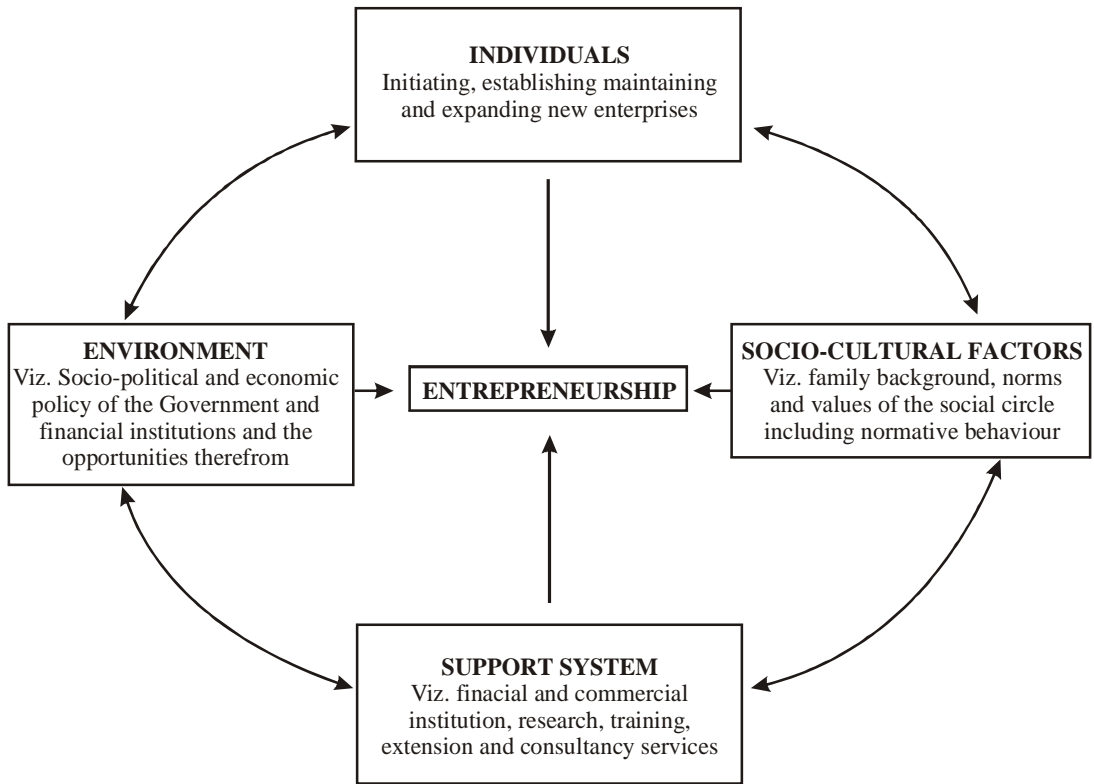 INDIVIDUALS
Initiating, establishing maintaining
and expanding new enterprises
ENVIRONMENT
Viz. Socio-political and economic
policy of the Government and
financial institutions and the
opportunities therefrom
ENTREPRENEURSHIP
SOCIO-CULTURAL FACTORS
Viz. family background, norms
and values of the social circle
including normative behaviour
SUPPORT SYSTEM
Viz. finacial and commercial
institution, research, training,
extension and consultancy services